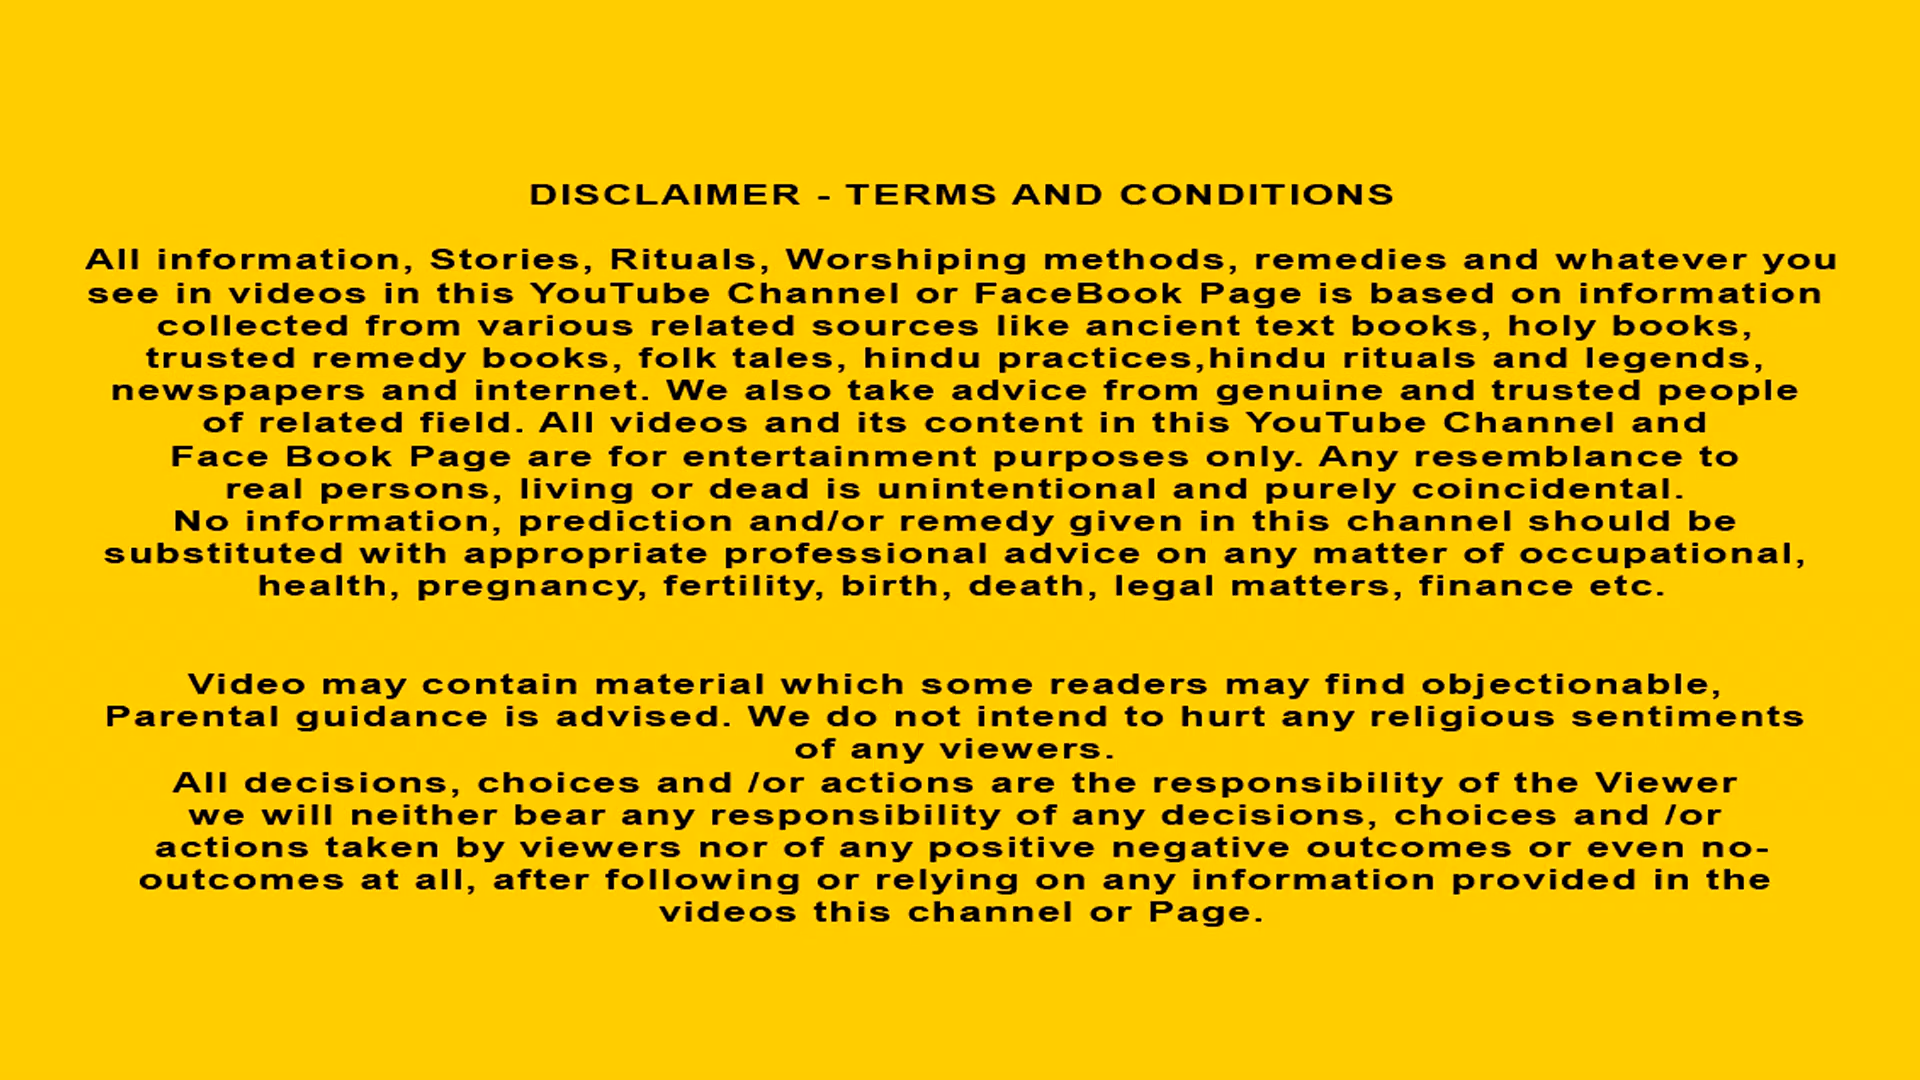 DISCLAIMER - TERMS AND CONDITIONS
All information, Stories, Rituals, Worshiping methods, remedies and whatever you
see in videos in this YouTube Channel or FaceBook Page is based on information
collected from various related sources like ancient text books, holy books,
trusted remedy books, folk tales, hindu practices,hindu rituals and legends,
newspapers and internet. We also take advice from genuine and trusted people
of related field. All videos and its content in this YouTube Channel and
Face Book Page are for entertainment purposes only. Any resemblance to
real persons, living or dead is unintentional and purely coincidental.
No information, prediction and/or remedy given in this channel should be
substituted with appropriate professional advice on any matter of occupational,
health, pregnancy, fertility, birth, death, legal matters, finance etc.
Video may contain material which some readers may find objectionable,
Parental guidance is advised. We do not intend to hurt any religious sentiments
of any viewers.
All decisions, choices and /or actions are the responsibility of the Viewer
we will neither bear any responsibility of any decisions, choices and /or
actions taken by viewers nor of any positive negative outcomes or even no-
outcomes at all, after following or relying on any information provided in the
videos this channel or Page.